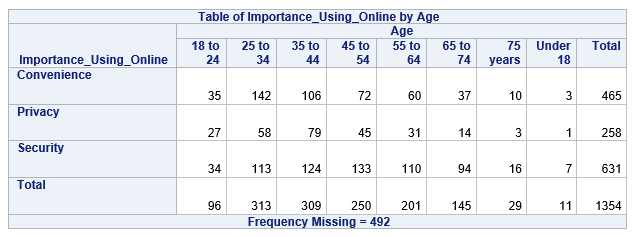 Table of Importance_Using_Online by Age
Age
Importance_Using_Online 18 to 24 25 to 34 35 to 44 45 to 54 55 to 64 65 to 74 75 years Under 18 Total
Convenience
35 142 106 72 60 37 10 3 465
Privacy
27 58 79 45 31 14 3 1 258
Security
34 113 124 133 110 94 16 7 631
Total
96 313 309 250 201 145 29 11 1354
Frequency Missing = 492